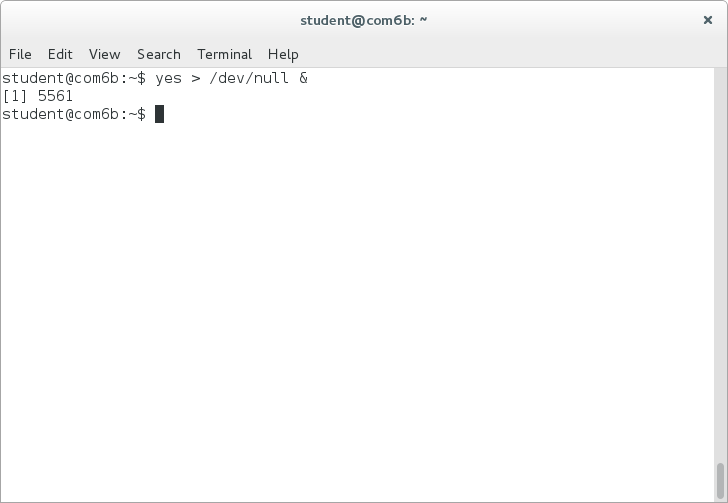 student@com6b: ~
File Edit View Search Terminal Help
student@com6b:~$ yes > /dev/null &
[1] 5561
student@com6b:~$